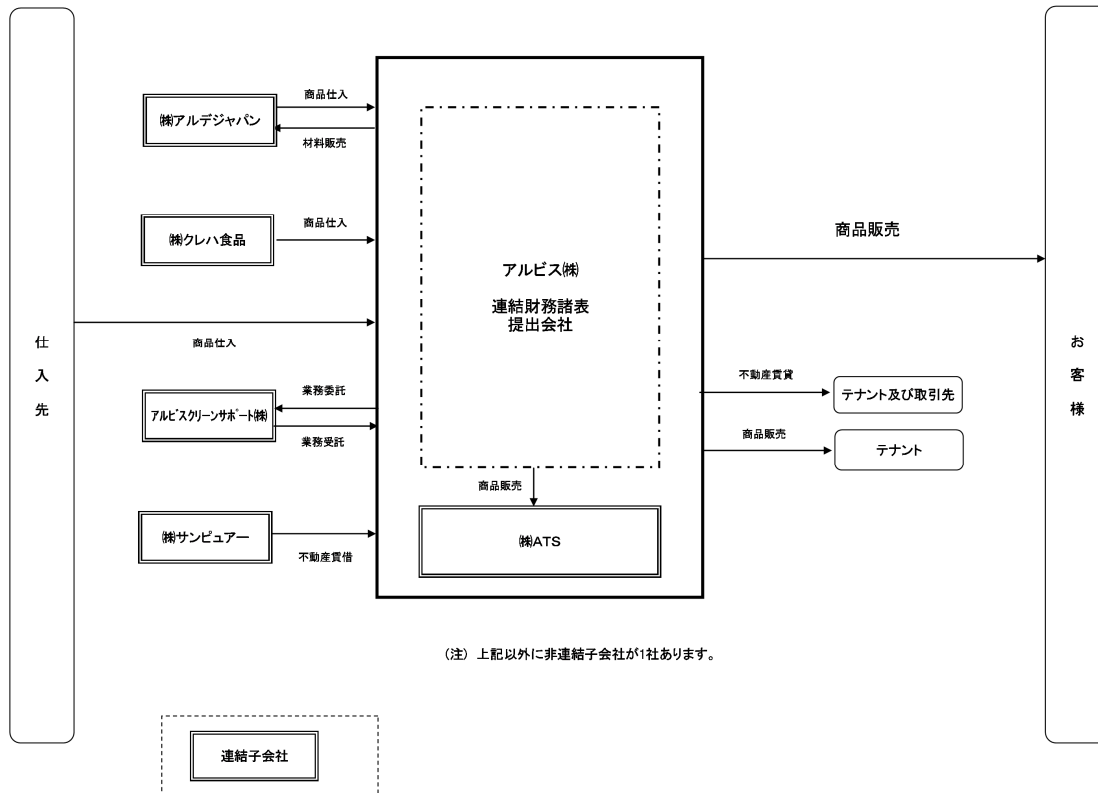 仕入先
㈱アルデジャパン
商品仕入
材料販売
㈱クレハ食品
商品仕入
商品仕入
アルビスクリーンサポート㈱
業務委託
業務受託
㈱サンピュアー
不動産賃借
アルビス㈱
連結財務諸表
提出会社
商品販売
㈱ATS
商品販売
不動産賃貸
テナント及び取引先
商品販売
テナント
お客様
(注) 上記以外に非連結子会社が1社あります。
連結子会社